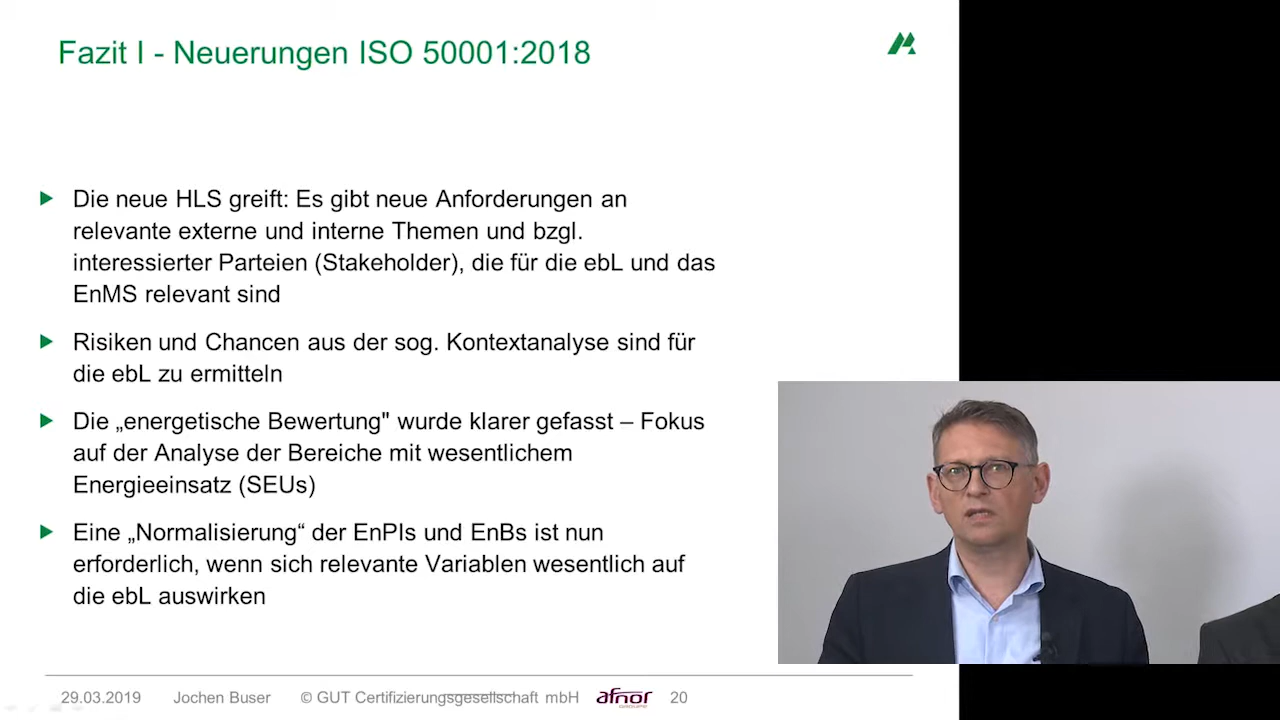 Fazit I - Neuerungen ISO 50001:2018
Die neue HLS greift: Es gibt neue Anforderungen an
relevante externe und interne Themen und bzgl.
interessierter Parteien (Stakeholder), die für die ebL und das
EnMS relevant sind
Risiken und Chancen aus der sog. Kontextanalyse sind für
die ebL zu ermitteln
Die „energetische Bewertung" wurde klarer gefasst – Fokus
auf der Analyse der Bereiche mit wesentlichem
Energieeinsatz (SEUs)
Eine „Normalisierung“ der EnPIs und EnBs ist nun
erforderlich, wenn sich relevante Variablen wesentlich auf
die ebL auswirken
29.03.2019 Jochen Buser © GUT Certifizierungsgesellschaft mbH afnor GROUPE 20